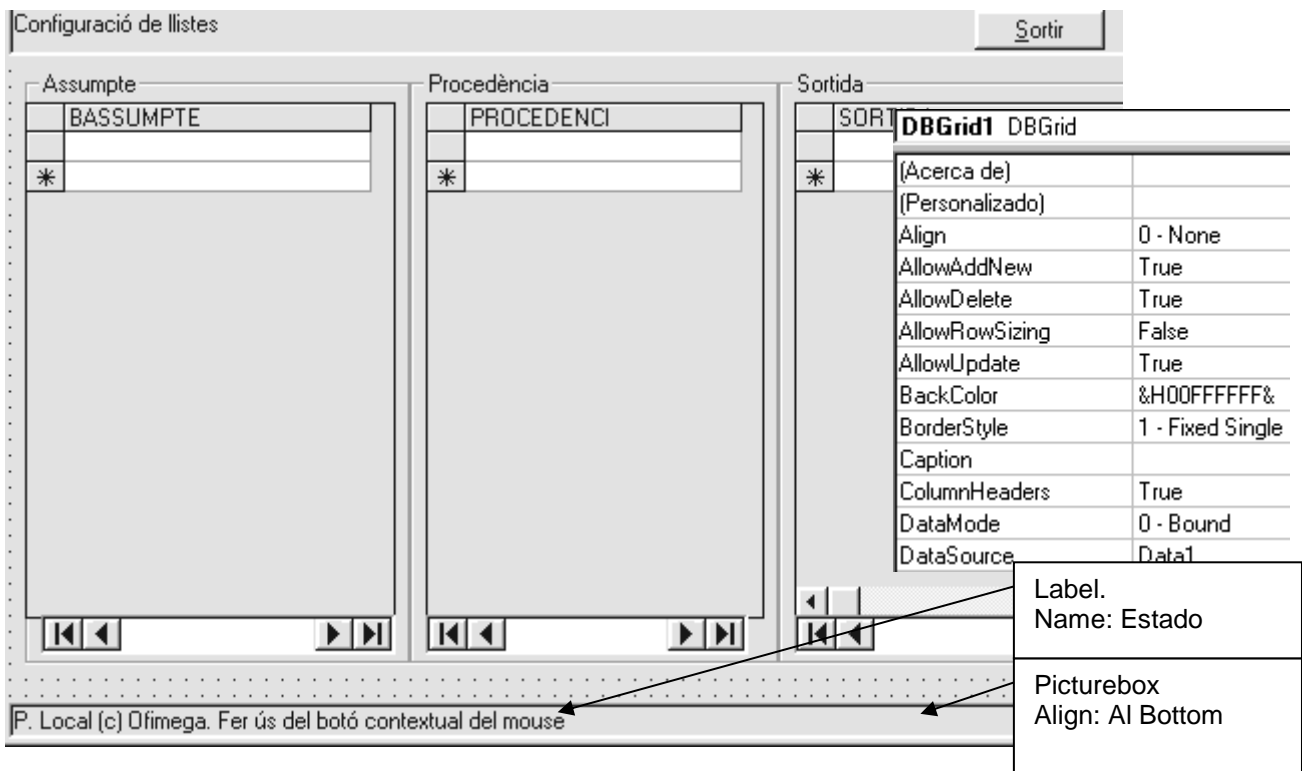 Configuració de llistes
Sortir
Assumpte
Procedència
Sortida
BASSUMPTE
PROCEDENCI
SORT
DBGrid1 DBGrid
(Acerca de)
(Personalizado)
Align 0 - None
AllowAddNew True
AllowDelete True
AllowRowSizing False
AllowUpdate True
BackColor &H00FFFFFF&
BorderStyle 1 - Fixed Single
Caption
ColumnHeaders True
DataMode 0 - Bound
DataSource Data1
Label.
Name: Estado
Picturebox
Align: Al Bottom
P. Local (c) Ofimega. Fer ús del botó contextual del mouse